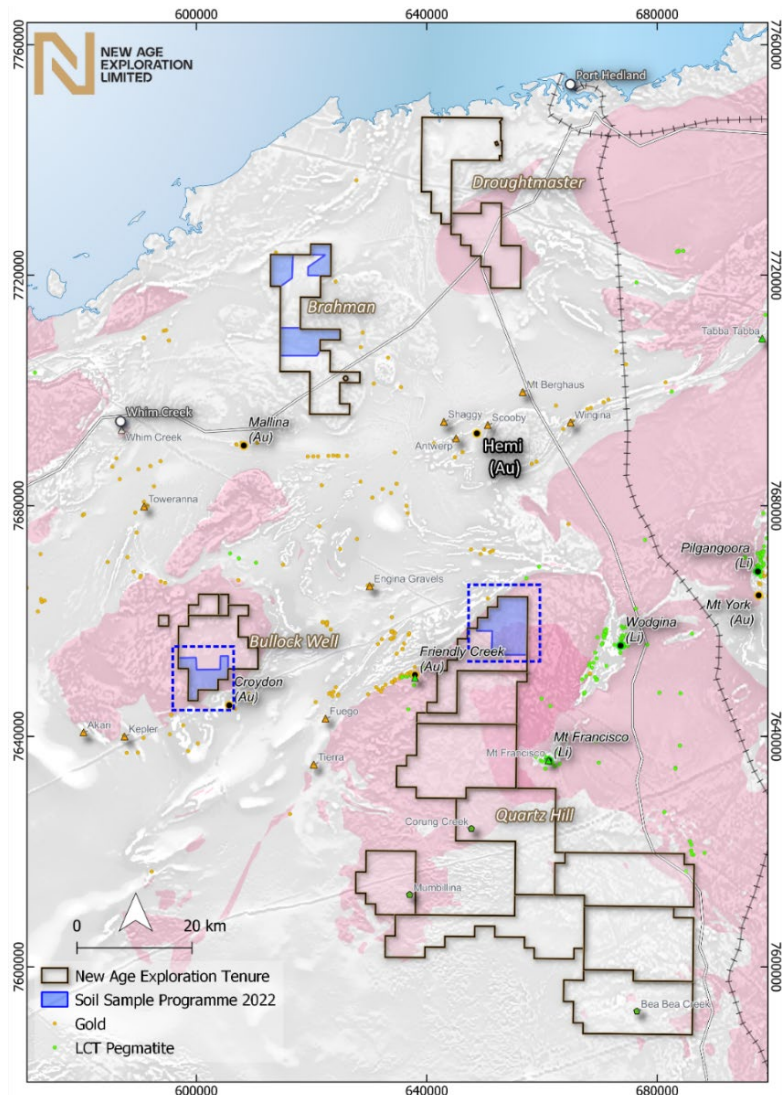 600000
640000
680000
7760000
7760000
NEW AGE
EXPLORATION
LIMITED
Port Hedland
Droughtmaster
7720000
7720000
Brahman
Tabba Tabba
Mt Berghaus
Whim Creek
Whim Creek
Mallina
(Au)
Shaggy
Scooby
Wingina
Antwerp
Hemi
(Au)
7680000
7680000
Toweranna
Pilgangoora
(Li)
Engina Gravels
Mt York
(Au)
Bullock Well
Friendly Creek
(Au)
Wodgina
(Li)
Croydon
(Au)
Akari
Kepler
Fuego
7640000
7640000
Tierra
Mt Francisco
Mt Francisco
(Li)
Quartz Hill
Corung Creek
Mumbillina
0
20 km
New Age Exploration Tenure
Soil Sample Programme 2022
Gold
LCT Pegmatite
7600000
7600000
Bea Bea Creek
600000
640000
680000